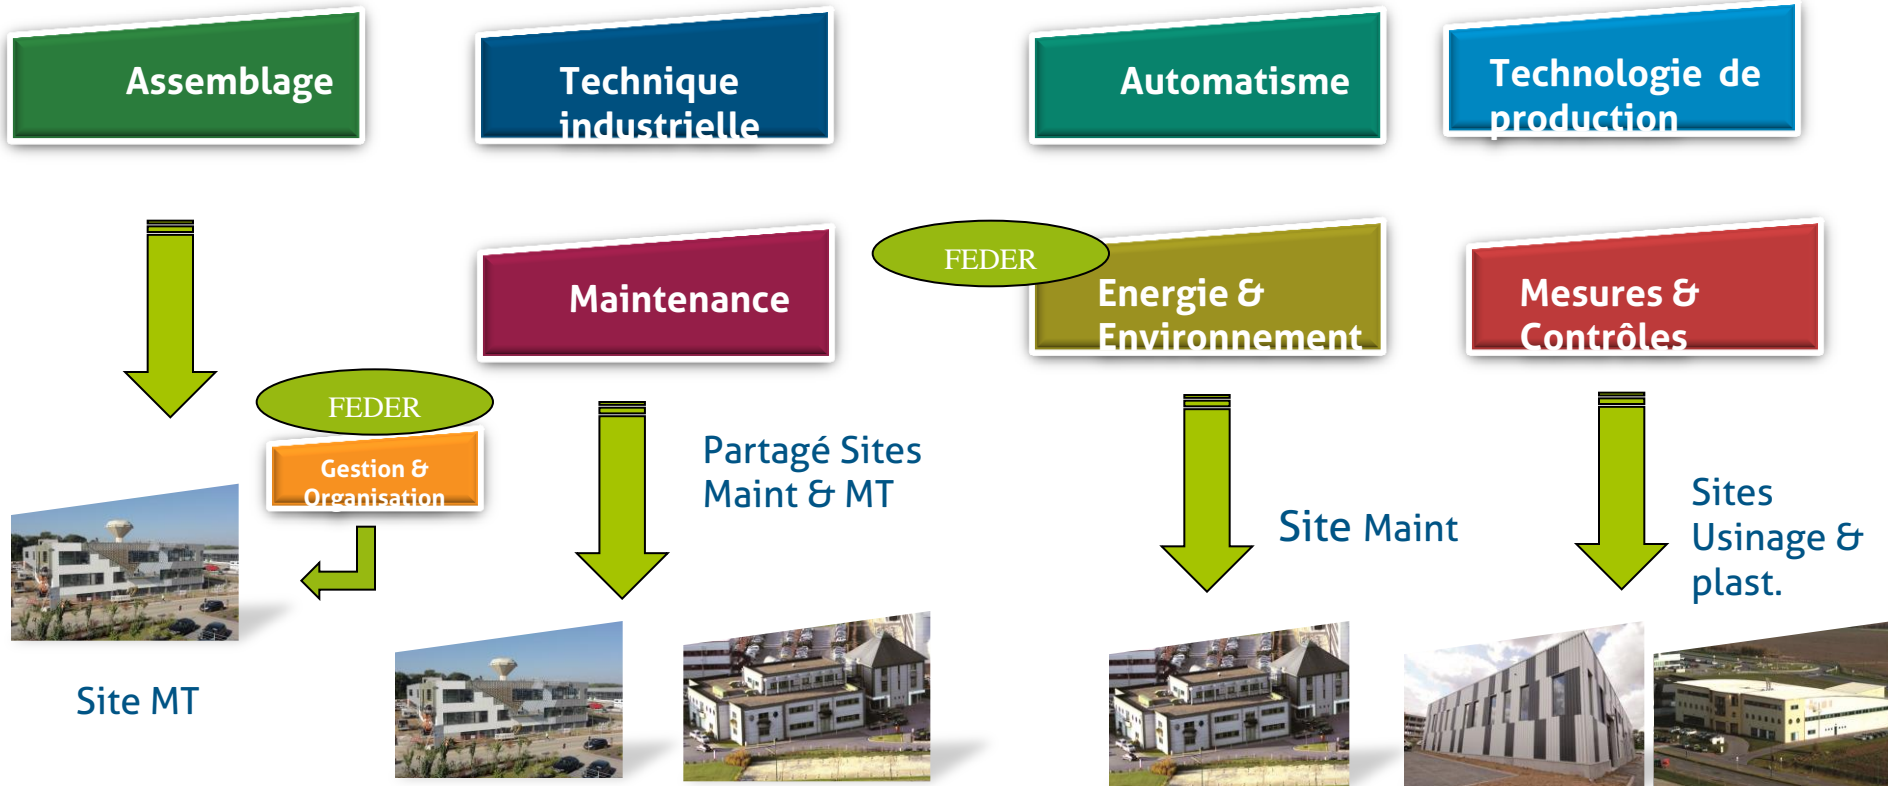 Assemblage
Technique
industrielle
Automatisme
Technologie de
production
Maintenance
FEDER
Energie &
Environnement
Mesures &
Contrôles
FEDER
Gestion &
Organisation
Partagé Sites
Maint & MT
Site Maint
Sites
Usinage &
plast.
Site MT